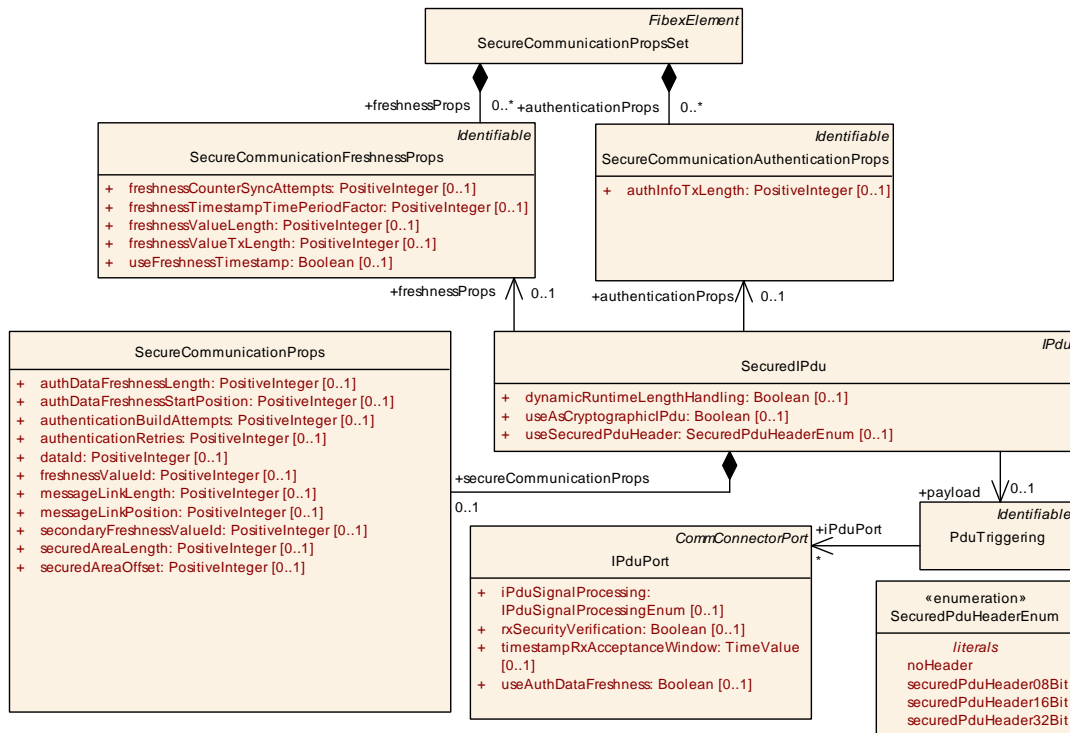 FibexElement
SecureCommunicationPropsSet
+freshnessProps 0..*
+authenticationProps 0..*
Identifiable
SecureCommunicationFreshnessProps
+ freshnessCounterSyncAttempts: PositiveInteger [0..1]
+ freshnessTimestampTimePeriodFactor: PositiveInteger [0..1]
+ freshnessValueLength: PositiveInteger [0..1]
+ freshnessValueTxLength: PositiveInteger [0..1]
+ useFreshnessTimestamp: Boolean [0..1]
Identifiable
SecureCommunicationAuthenticationProps
+ authInfoTxLength: PositiveInteger [0..1]
+freshnessProps 0..1
+authenticationProps 0..1
SecureCommunicationProps
+ authDataFreshnessLength: PositiveInteger [0..1]
+ authDataFreshnessStartPosition: PositiveInteger [0..1]
+ authenticationBuildAttempts: PositiveInteger [0..1]
+ authenticationRetries: PositiveInteger [0..1]
+ dataId: PositiveInteger [0..1]
+ freshnessValueId: PositiveInteger [0..1]
+ messageLinkLength: PositiveInteger [0..1]
+ messageLinkPosition: PositiveInteger [0..1]
+ secondaryFreshnessValueId: PositiveInteger [0..1]
+ securedAreaLength: PositiveInteger [0..1]
+ securedAreaOffset: PositiveInteger [0..1]
IPdu
SecuredIPdu
+ dynamicRuntimeLengthHandling: Boolean [0..1]
+ useAsCryptographicIPdu: Boolean [0..1]
+ useSecuredPduHeader: SecuredPduHeaderEnum [0..1]
+secureCommunicationProps
0..1
+payload 0..1
Identifiable
PduTriggering
+iPduPort
*
CommConnectorPort
IPduPort
+ iPduSignalProcessing:
IPduSignalProcessingEnum [0..1]
+ rxSecurityVerification: Boolean [0..1]
+ timestampRxAcceptanceWindow: TimeValue
[0..1]
+ useAuthDataFreshness: Boolean [0..1]
«enumeration»
SecuredPduHeaderEnum
literals
noHeader
securedPduHeader08Bit
securedPduHeader16Bit
securedPduHeader32Bit